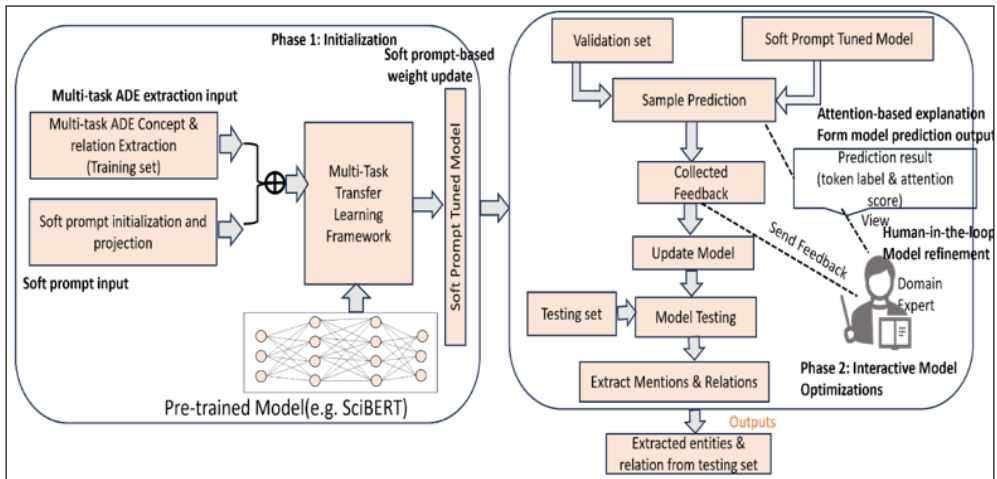 Phase 1: Initialization
Soft prompt-based
weight update
Multi-task ADE extraction input
Multi-task ADE Concept &
relation Extraction
(Training set)
Soft prompt initialization and
projection
Soft prompt input
Multi-Task
Transfer
Learning
Framework
Soft Prompt Tuned Model
Pre-trained Model(e.g. SciBERT)
Validation set
Soft Prompt Tuned Model
Sample Prediction
Attention-based explanation
Form model prediction output
Prediction result
(token label & attention
score)
View
Collected
Feedback
Send Feedback
Human-in-the-loop
Model refinement
Domain
Expert
Update Model
Testing set
Model Testing
Extract Mentions & Relations
Phase 2: Interactive Model
Optimizations
Outputs
Extracted entities &
relation from testing set